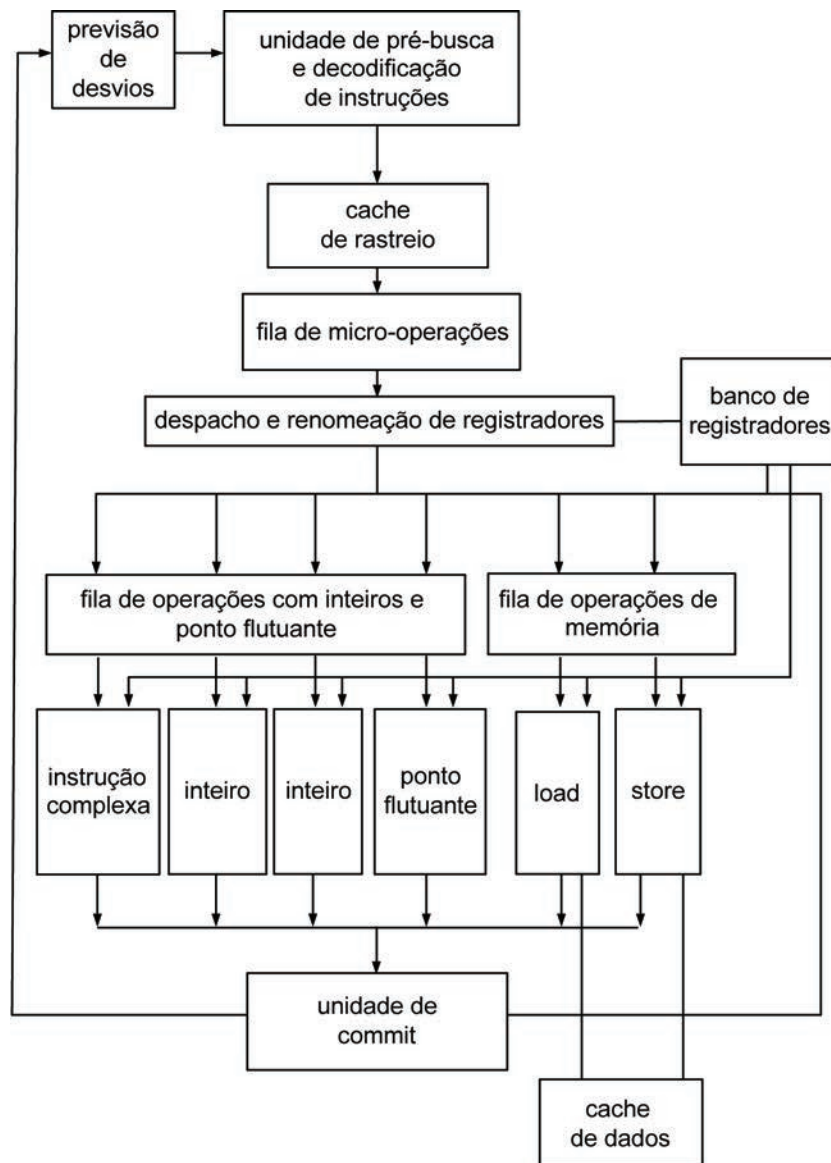 previsão
de
desvios
unidade de pré-busca
e decodificação
de instruções
cache
de rastreio
fila de micro-operações
despacho e renomeação de registradores
banco de
registradores
fila de operações com inteiros e
ponto flutuante
fila de operações de
memória
instrução
complexa
inteiro
inteiro
ponto
flutuante
load
store
unidade de
commit
cache
de dados